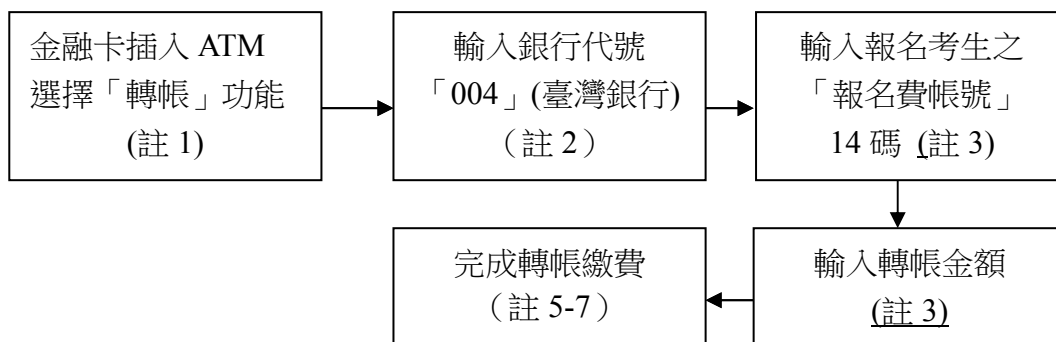 金融卡插入 ATM
選擇「轉帳」功能
(註 1)
輸入銀行代號
「004」(臺灣銀行)
（註 2）
輸入報名考生之
「報名費帳號」
14 碼 (註 3)
輸入轉帳金額
(註 3)
完成轉帳繳費
（註 5-7）